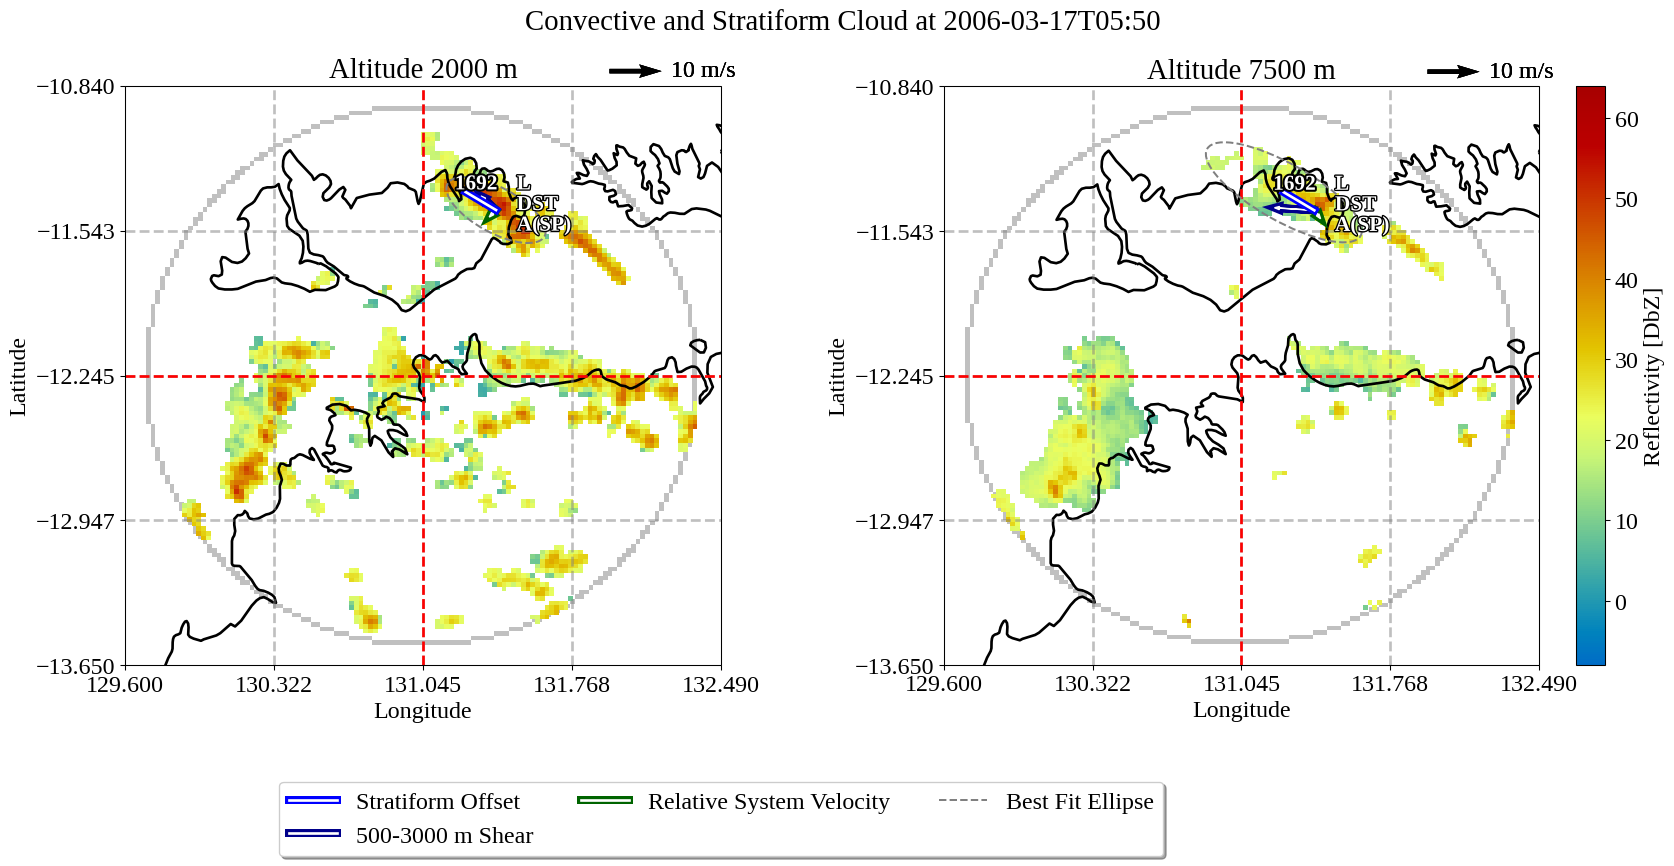 Convective and Stratiform Cloud at 2006-03-17T05:50
Altitude 2000 m
10 m/s
−10.840
−11.543
−12.245
−12.947
−13.650
Latitude
129.600
130.322
131.045
131.768
132.490
Longitude
1692
L
DST
A(SP)
Altitude 7500 m
10 m/s
−10.840
−11.543
−12.245
−12.947
−13.650
Latitude
129.600
130.322
131.045
131.768
132.490
Longitude
1692
L
DST
A(SP)
60
50
40
30
20
10
0
Reflectivity [DbZ]
Stratiform Offset
Relative System Velocity
Best Fit Ellipse
500-3000 m Shear